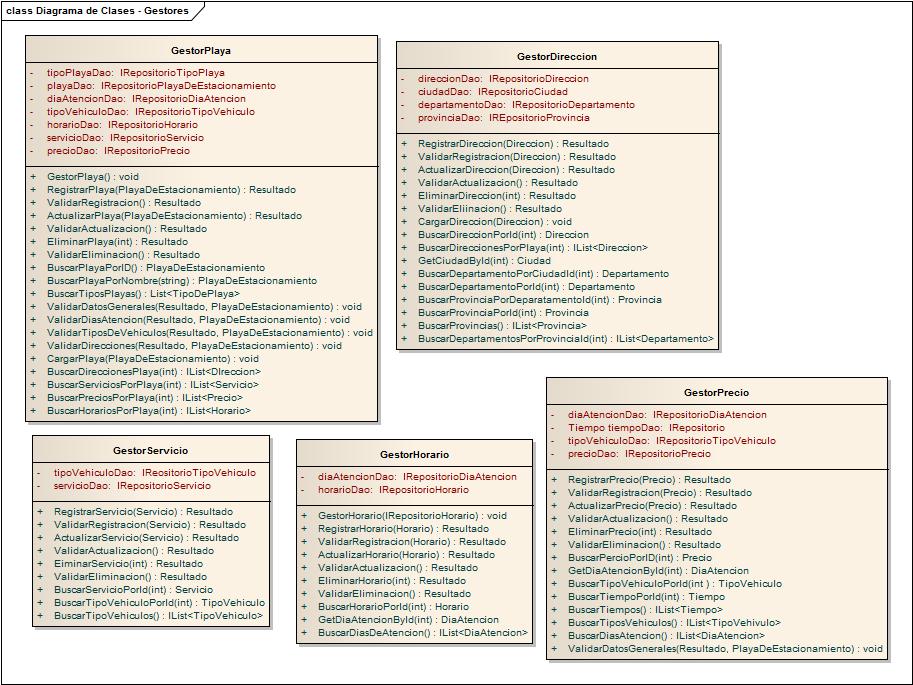 class Diagrama de Clases - Gestores
GestorPlaya
- tipoPlayaDao: IRepositorioTipoPlaya
- playaDao: IRepositorioPlayaDeEstacionamiento
- diaAtencionDao: IRepositorioDiaAtencion
- tipoVehiculoDao: IRepositorioTipoVehiculo
- horarioDao: IRepositorioHorario
- servicioDao: IRepositorioServicio
- precioDao: IRepositorioPrecio
+ GestorPlaya() : void
+ RegistrarPlaya(PlayaDeEstacionamiento) : Resultado
+ ValidarRegistracion() : Resultado
+ ActualizarPlaya(PlayaDeEstacionamiento) : Resultado
+ ValidarActualizacion() : Resultado
+ EliminarPlaya(int) : Resultado
+ ValidarEliminacion() : Resultado
+ BuscarPlayaPorID() : PlayaDeEstacionamiento
+ BuscarPlayaPorNombre(string) : PlayaDeEstacionamiento
+ BuscarTiposPlayas() : List<TipoDePlaya>
+ ValidarDatosGenerales(Resultado, PlayaDeEstacionamiento) : void
+ ValidarDiasAtencion(Resultado, PlayaDeEstacionamiento) : void
+ ValidarTiposDeVehiculos(Resultado, PlayaDeEstacionamiento) : void
+ ValidarDirecciones(Resultado, PlayaDeEstacionamiento) : void
+ CargarPlaya(PlayaDeEstacionamiento) : void
+ BuscarDireccionesPlaya(int) : IList<DIreccion>
+ BuscarServiciosPorPlaya(int) : IList<Servicio>
+ BuscarPreciosPorPlaya(int) : IList<Precio>
+ BuscarHorariosPorPlaya(int) : IList<Horario>
GestorDireccion
- direccionDao: IRepositorioDireccion
- ciudadDao: IRepositorioCiudad
- departamentoDao: IRepositorioDepartamento
- provinciaDao: IREpositorioProvincia
+ RegistrarDireccion(Direccion) : Resultado
+ ValidarRegistracion(Direccion) : Resultado
+ ActualizarDireccion(Direccion) : Resultado
+ ValidarActualizacion() : Resultado
+ EliminarDireccion(int) : Resultado
+ ValidarEliinacion() : Resultado
+ CargarDireccion(Direccion) : void
+ BuscarDireccionPorId(int) : Direccion
+ BuscarDireccionesPorPlaya(int) : IList<Direccion>
+ GetCiudadById(int) : Ciudad
+ BuscarDepartamentoPorCiudadId(int) : Departamento
+ BuscarDepartamentoPorId(int) : Departamento
+ BuscarProvinciaPorDeparatamentoId(int) : Provincia
+ BuscarProvinciaPorId(int) : Provincia
+ BuscarProvincias() : IList<Provincia>
+ BuscarDepartamentosPorProvinciaId(int) : IList<Departamento>
GestorPrecio
- diaAtencionDao: IRepositorioDiaAtencion
- Tiempo tiempoDao: IRepositorio
- tipoVehiculoDao: IRepositorioTipoVehiculo
- precioDao: IRepositorioPrecio
+ RegistrarPrecio(Precio) : Resultado
+ ValidarRegistracion(Precio) : Resultado
+ ActualizarPrecio(Precio) : Resultado
+ ValidarActualizacion() : Resultado
+ EliminarPrecio(int) : Resultado
+ ValidarEliminacion() : Resultado
+ BuscarPercioPorID(int) : Precio
+ GetDiaAtencionById(int) : DiaAtencion
+ BuscarTipoVehiculoPorId(int ) : TipoVehiculo
+ BuscarTiempoPorId(int) : Tiempo
+ BuscarTiempos() : IList<Tiempo>
+ BuscarTiposVehiculos() : IList<TipoVehivulo>
+ BuscarDiasAtencion() : IList<DiaAtencion>
+ ValidarDatosGenerales(Resultado, PlayaDeEstacionamiento) : void
GestorServicio
- tipoVehiculoDao: IReositorioTipoVehiculo
- servicioDao: IRepositorioServicio
+ RegistrarServicio(Servicio) : Resultado
+ ValidarRegistracion(Servicio) : Resultado
+ ActualizarServicio(Servicio) : Resultado
+ ValidarActualizacion() : Resultado
+ EiminarServicio(int) : Resultado
+ ValidarEliminacion() : Resultado
+ BuscarServicioPorId(int) : Servicio
+ BuscarTipoVehiculoPorId(int) : TipoVehiculo
+ BuscarTipoVehiculos() : IList<TipoVehiculo>
GestorHorario
- diaAtencionDao: IRepositorioDiaAtencion
- horarioDao: IRepositorioHorario
+ GestorHorario(IRepositorioHorario) : void
+ RegistrarHorario(Horario) : Resultado
+ ValidarRegistracion(Horario) : Resultado
+ ActualizarHorario(Horario) : Resultado
+ ValidarActualizacion() : Resultado
+ EliminarHorario(int) : Resultado
+ ValidarEliminacion() : Resultado
+ BuscarHorarioPorId(int) : Horario
+ GetDiaAtencionById(int) : DiaAtencion
+ BuscarDiasDeAtencion() : IList<DiaAtencion>